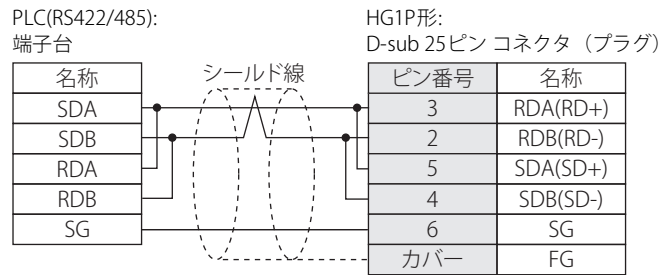 PLC(RS422/485): HG1P形:
端子台 D-sub 25ピン コネクタ（プラグ）
名称 シールド線 ピン番号 名称
SDA 3 RDA(RD+)
SDB 2 RDB(RD-)
RDA 5 SDA(SD+)
RDB 4 SDB(SD-)
SG 6 SG
カバー FG